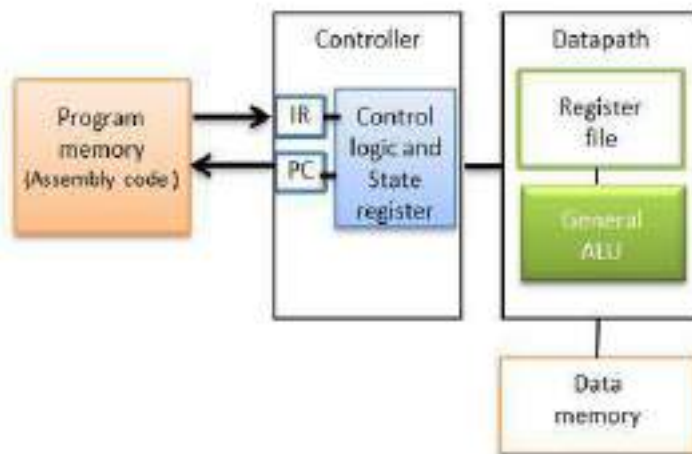 Controller
Datapath
Program
memory
(Assembly code)
IR
PC
Control
logic and
State
register
Register
file
General
ALU
Data
memory